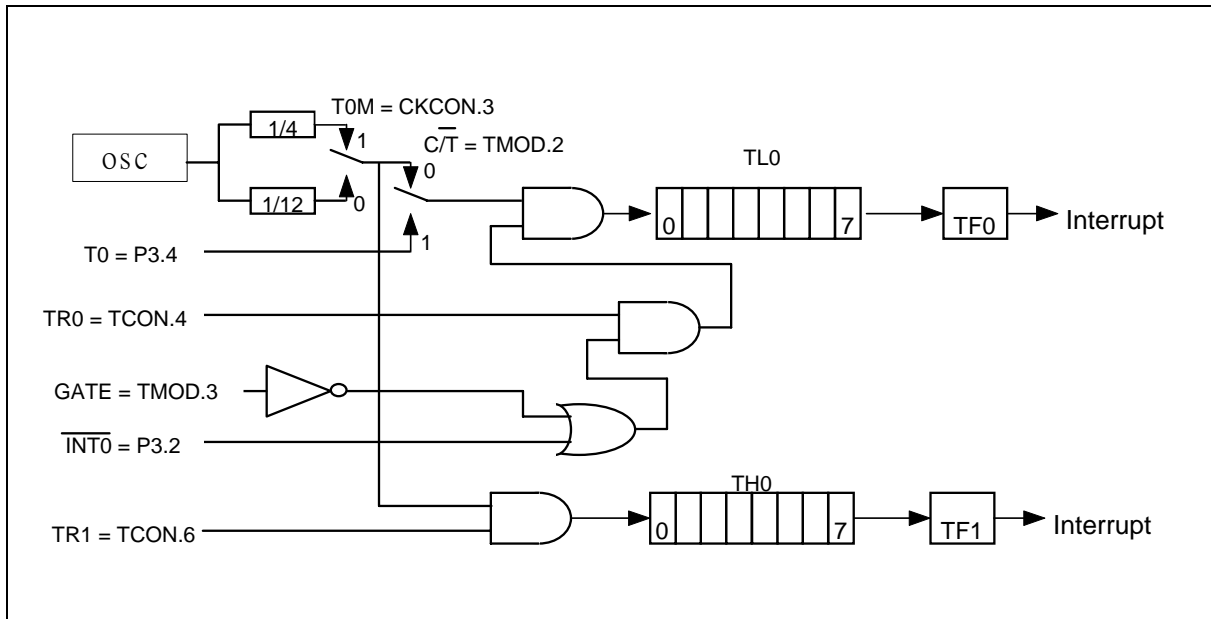 T0M = CKCON.3
1/4
1
C/T = TMOD.2
OSC
0
TL0
1/12
0
0
7
TF0
Interrupt
T0 = P3.4
1
TR0 = TCON.4
GATE = TMOD.3
INT0 = P3.2
TH0
TR1 = TCON.6
0
7
TF1
Interrupt